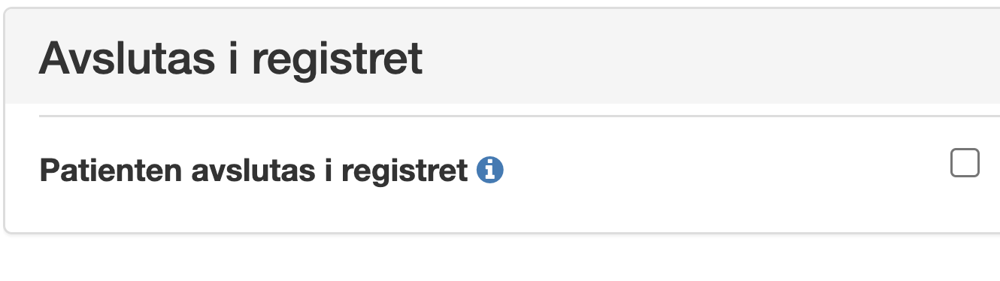 Avslutas i registret
Patienten avslutas i registret